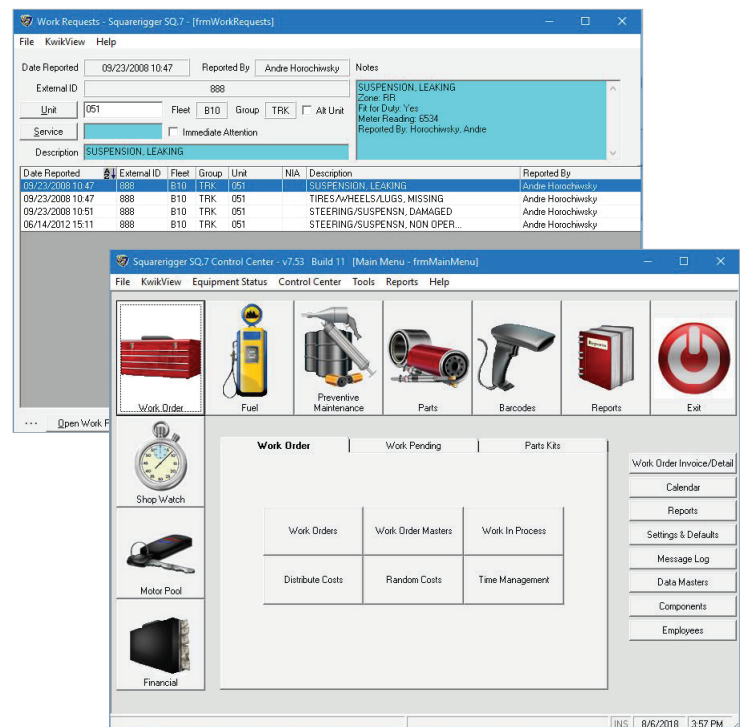 Work Requests - Squarerigger SQ.7 - [frmWorkRequests]
File KwikView Help
Date Reported 09/23/2008 10:47 Reported By Andre Horochiwsky Notes
External ID 888
Unit 051 Fleet B10 Group TRK Alt Unit
Service Immediate Attention
Description SUSPENSION, LEAKING
SUSPENSION, LEAKING
Zone: RR
Fit for Duty: Yes
Meter Reading: 6534
Reported By: Horochiwsky, Andre
Date Reported External ID Fleet Group Unit NIA Description Reported By
09/23/2008 10:47 888 B10 TRK 051 SUSPENSION, LEAKING Andre Horochiwsky
09/23/2008 10:47 888 B10 TRK 051 TIRES/WHEELS/LUGS, MISSING Andre Horochiwsky
09/23/2008 10:51 888 B10 TRK 051 STEERING/SUSPENSN, DAMAGED Andre Horochiwsky
06/14/2012 15:11 888 B10 TRK 051 STEERING/SUSPENSN, NON OPER... Andre Horochiwsky
... Open Work
Squarerigger SQ.7 Control Center - v7.53 Build 11 [Main Menu - frmMainMenu]
File KwikView Equipment Status Control Center Tools Reports Help
Reports
Work Order Fuel Preventive Maintenance Parts Barcodes Reports Exit
Shop Watch
Motor Pool
Financial
Work Order Work Pending Parts Kits
Work Orders Work Order Masters Work In Process
Distribute Costs Random Costs Time Management
Work Order Invoice/Detail
Calendar
Reports
Settings & Defaults
Message Log
Data Masters
Components
Employees
INS 8/6/2018 3:57 PM